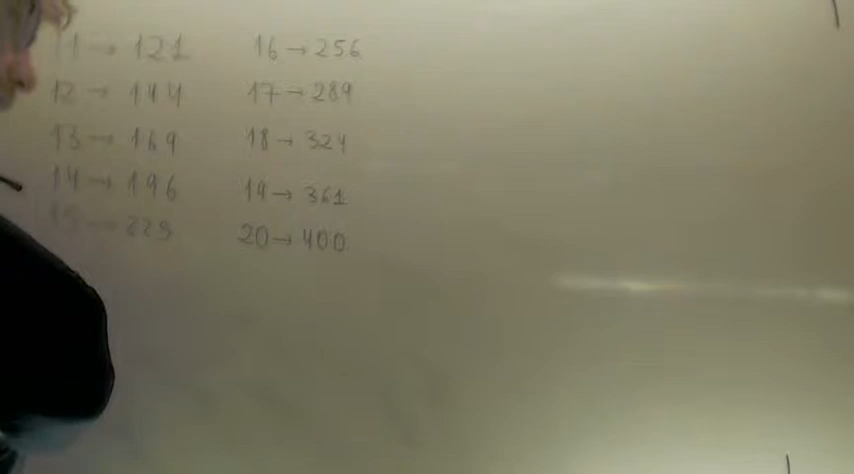 11 → 121
12 → 144
13 → 169
14 → 196
15 → 225
16 → 256
17 → 289
18 → 324
19 → 361
20 → 400